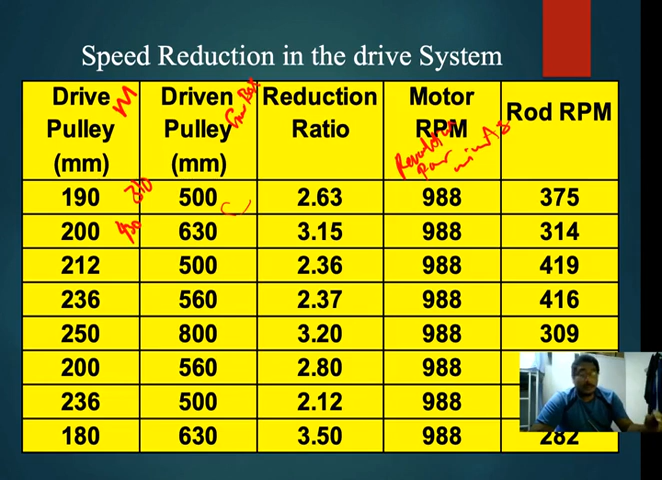 Speed Reduction in the drive System
Drive Pulley (mm) M Driven Pulley (mm) Reduction Ratio Motor RPM Rod RPM
190 500 2.63 988 375
200 630 3.15 988 314
212 500 2.36 988 419
236 560 2.37 988 416
250 800 3.20 988 309
200 560 2.80 988
236 500 2.12 988
180 630 3.50 988 282